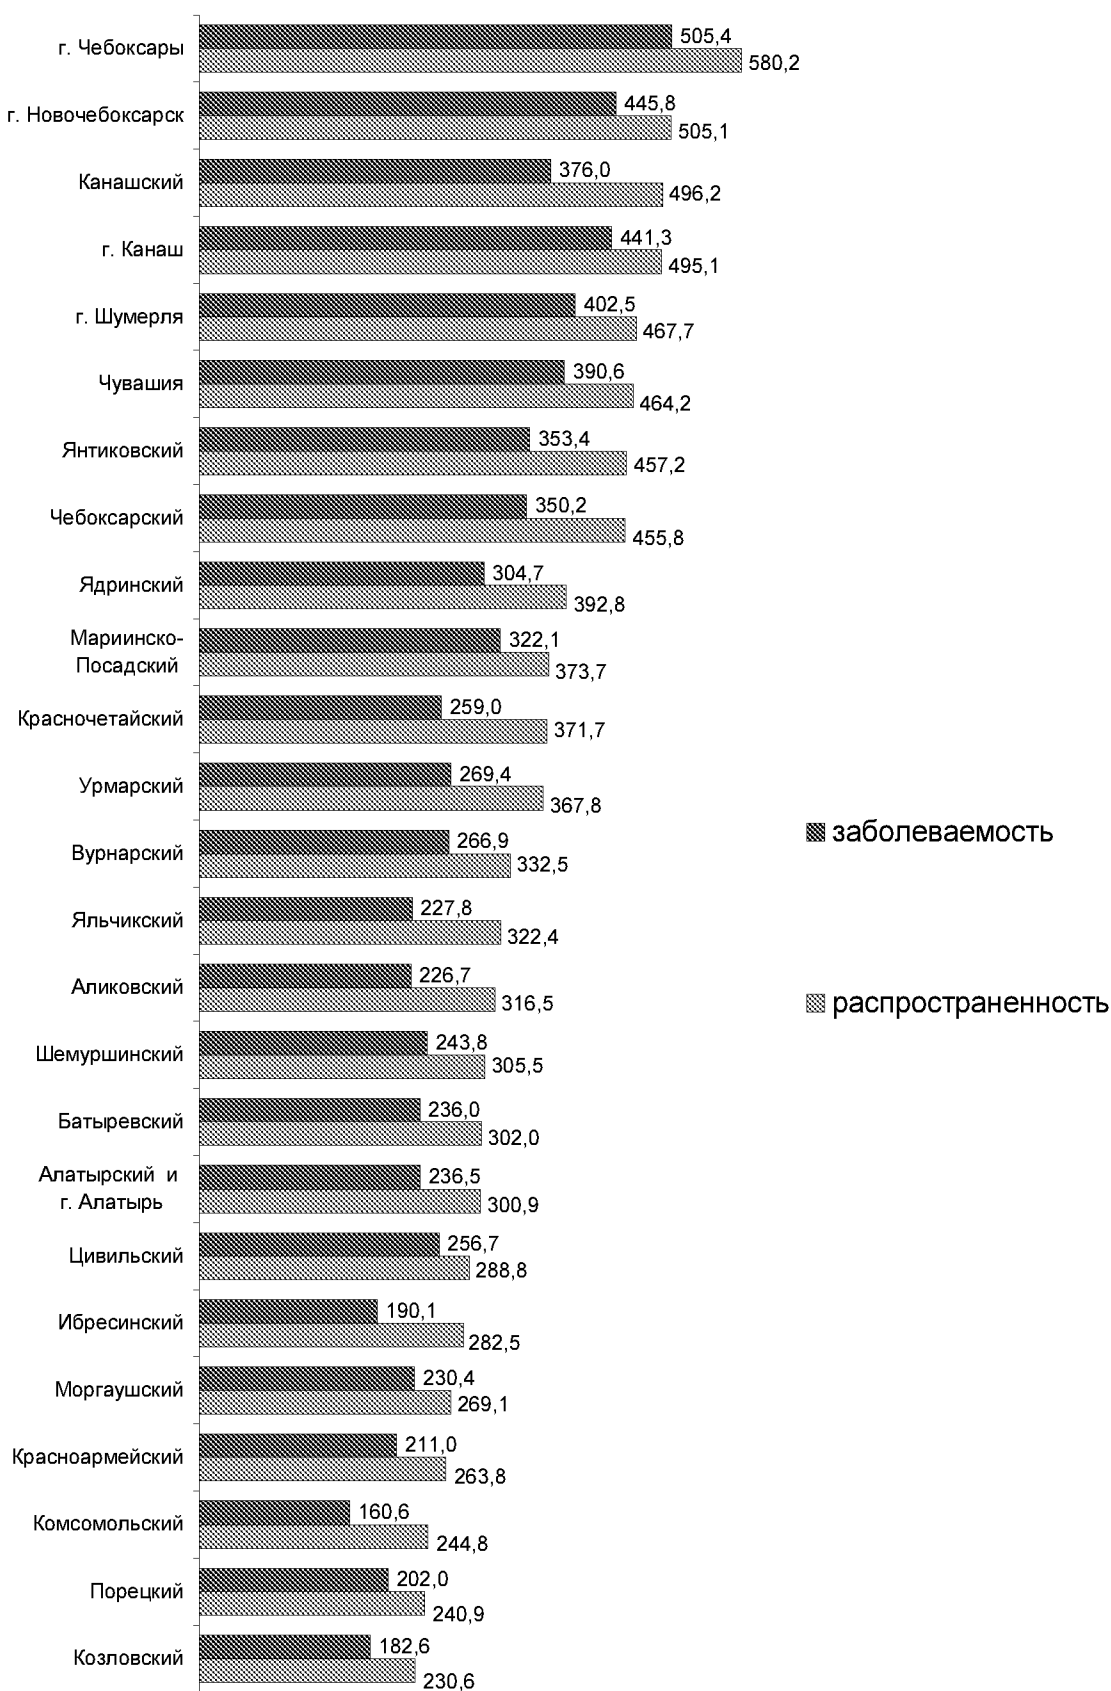 г. Чебоксары
505,4
580,2
г. Новочебоксарск
445,8
505,1
Канашский
376,0
496,2
г. Канаш
441,3
495,1
г. Шумерля
402,5
467,7
Чувашия
390,6
464,2
Янтиковский
353,4
457,2
Чебоксарский
350,2
455,8
Ядринский
304,7
392,8
Мариинско-
Посадский
322,1
373,7
Красночетайский
259,0
371,7
Урмарский
269,4
367,8
Вурнарский
266,9
332,5
Яльчикский
227,8
322,4
Аликовский
226,7
316,5
Шемуршинский
243,8
305,5
Батыревский
236,0
302,0
Алатырский и
г. Алатырь
236,5
300,9
Цивильский
256,7
288,8
Ибресинский
190,1
282,5
Моргаушский
230,4
269,1
Красноармейский
211,0
263,8
Комсомольский
160,6
244,8
Порецкий
202,0
240,9
Козловский
182,6
230,6
заболеваемость
распространенность